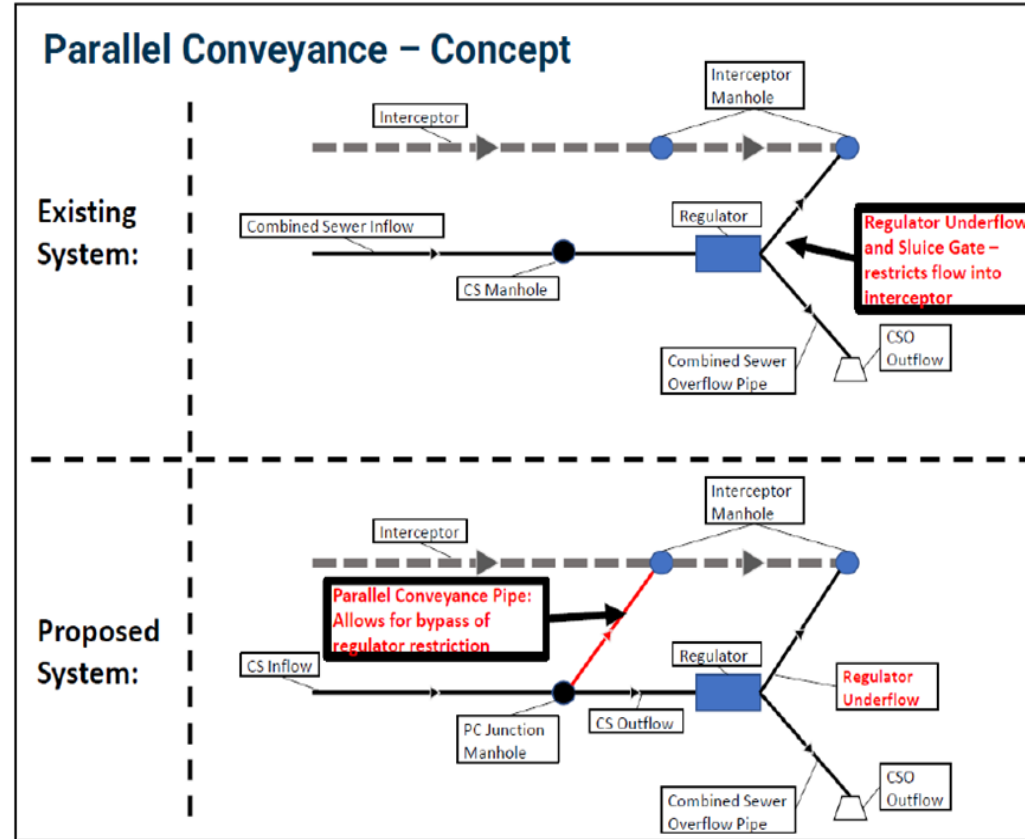 Parallel Conveyance – Concept
Interceptor
Manhole
Interceptor
Existing
System:
Combined Sewer Inflow
CS Manhole
Regulator
Regulator Underflow
and Sluice Gate –
restricts flow into
interceptor
Combined Sewer
Overflow Pipe
CSO
Outflow
Interceptor
Manhole
Interceptor
Parallel Conveyance Pipe:
Allows for bypass of
regulator restriction
Proposed
System:
CS Inflow
PC Junction
Manhole
CS Outflow
Regulator
Regulator
Underflow
Combined Sewer
Overflow Pipe
CSO
Outflow